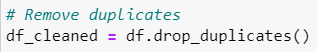 # Remove duplicates
df_cleaned = df.drop_duplicates()